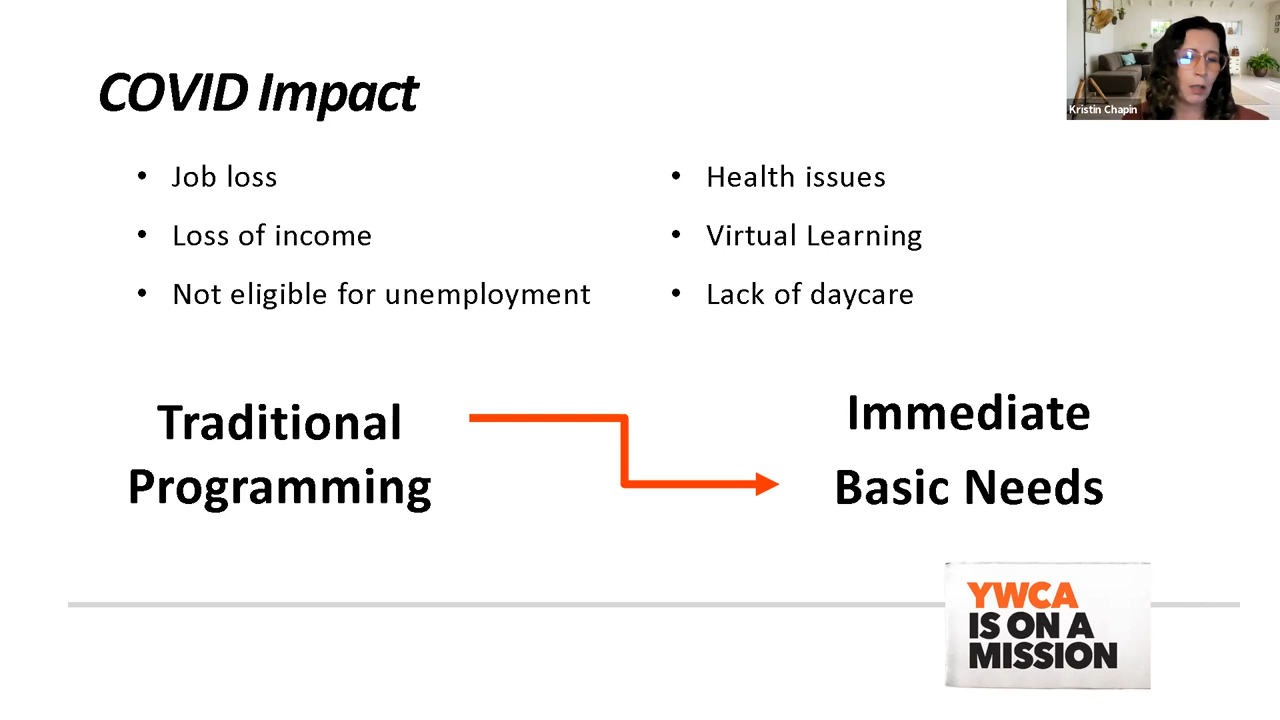 COVID Impact
Kristin Chapin
• Job loss
• Loss of income
• Not eligible for unemployment
• Health issues
• Virtual Learning
• Lack of daycare
Traditional
Programming
Immediate
Basic Needs
YWCA
IS ON A
MISSION